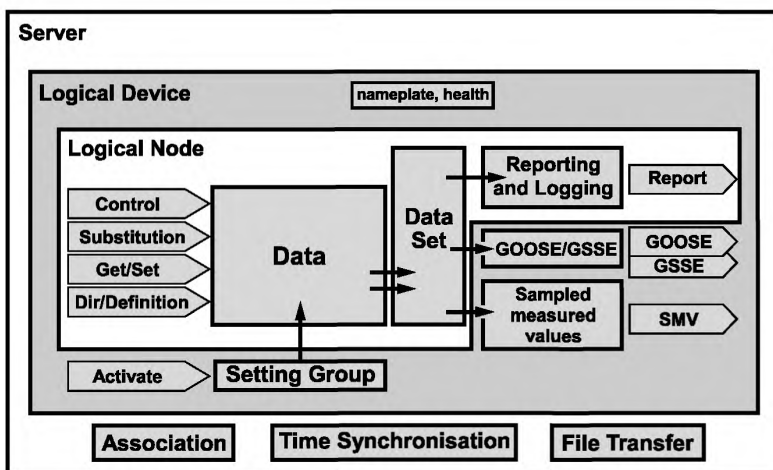 Server
Logical Device
nameplate, health
Logical Node
Control
Substitution
Get/Set
Dir/Definition
Data
Data
Set
Reporting
and Logging
Report
GOOSE/GSSE
GOOSE
GSSE
Sampled
measured
values
SMV
Activate
Setting Group
Association
Time Synchronisation
File Transfer